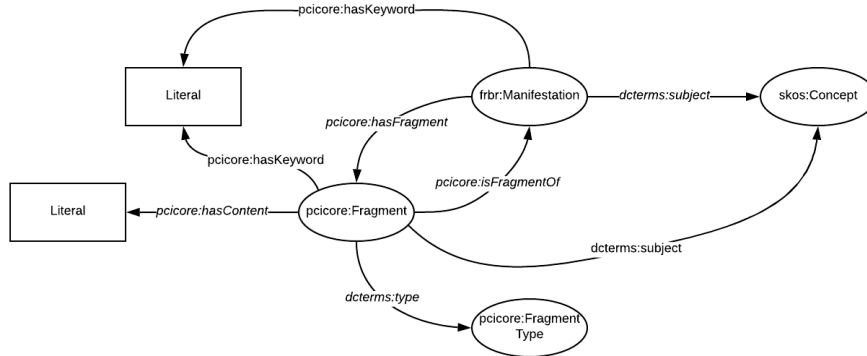 pcicore:hasKeyword
Literal
frbr:Manifestation
dcterms:subject
skos:Concept
pcicore:hasFragment
pcicore:hasKeyword
pcicore:isFragmentOf
Literal
pcicore:hasContent
pcicore:Fragment
dcterms:subject
dcterms:type
pcicore:Fragment
Type